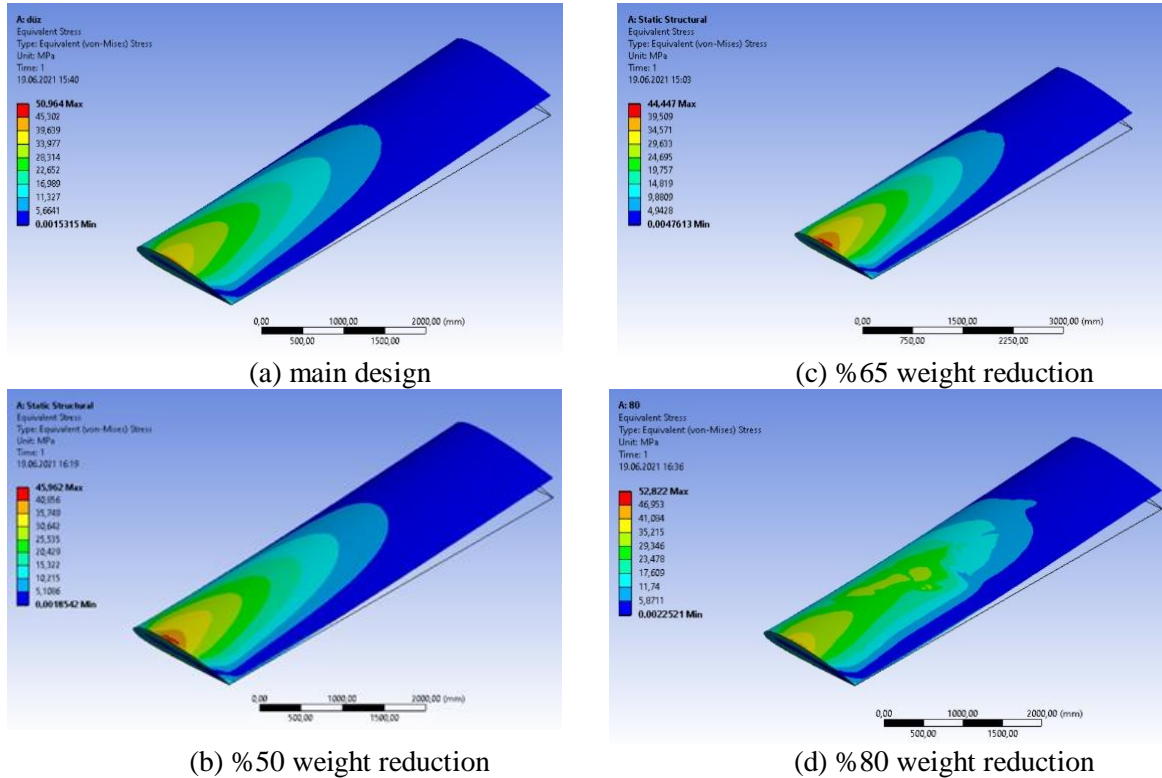 A: düz
Equivalent Stress
Type: Equivalent (von-Mises) Stress
Unit: MPa
Time: 1
19.06.2021 15:40
50,964 Max
45,302
39,639
33,977
28,314
22,652
16,989
11,327
5,6641
0.0015315 Min
0,00 1000,00 2000,00 (mm)
500,00 1500,00
(a) main design
A: Static Structural
Equivalent Stress
Type: Equivalent (von-Mises) Stress
Unit: MPa
Time: 1
19.06.2021 15:03
44,447 Max
39,509
34,571
29,633
24,695
19,757
14,819
9,8809
4,9428
0.0047613 Min
0,00 1500,00 3000,00 (mm)
750,00 2250,00
(c) %65 weight reduction
A: Static Structural
Equivalent Stress
Type: Equivalent (von-Mises) Stress
Unit: MPa
Time: 1
19.06.2021 16:19
45,962 Max
40,856
35,749
30,642
25,535
20,429
15,322
10,215
5,1086
0.0018542 Min
0,00 1000,00 2000,00 (mm)
500,00 1500,00
(b) %50 weight reduction
A: 80
Equivalent Stress
Type: Equivalent (von-Mises) Stress
Unit: MPa
Time: 1
19.06.2021 16:36
52,822 Max
46,953
41,084
35,215
29,346
23,478
17,609
11,74
5,8711
0.0022521 Min
0,00 1000,00 2000,00 (mm)
500,00 1500,00
(d) %80 weight reduction